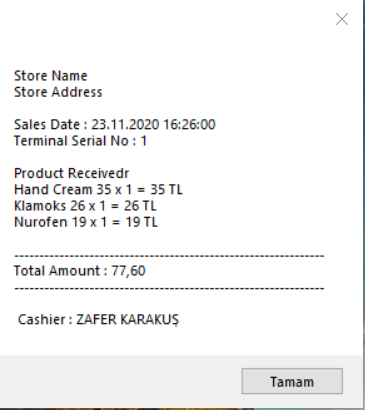 Store Name
Store Address
Sales Date : 23.11.2020 16:26:00
Terminal Serial No : 1
Product Receivedr
Hand Cream 35 x 1 = 35 TL
Klamoks 26 x 1 = 26 TL
Nurofen 19 x 1 = 19 TL
--------------------------------------------------------------
Total Amount : 77,60
--------------------------------------------------------------
Cashier : ZAFER KARAKUŞ
Tamam